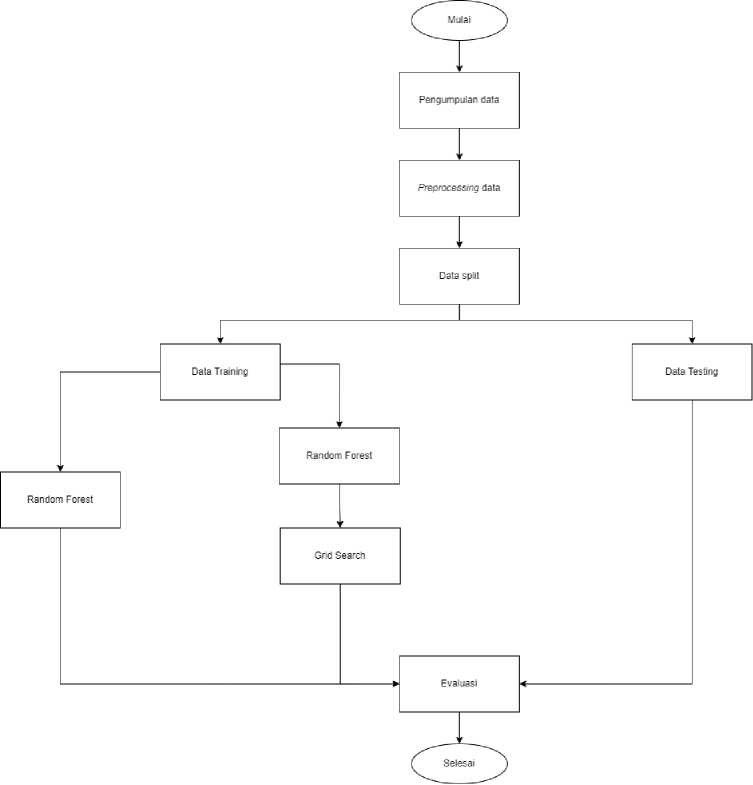 Mulai
Pengumpulan data
Preprocessing data
Data split
Data Training
Data Testing
Random Forest
Random Forest
Grid Search
Evaluasi
Selesai